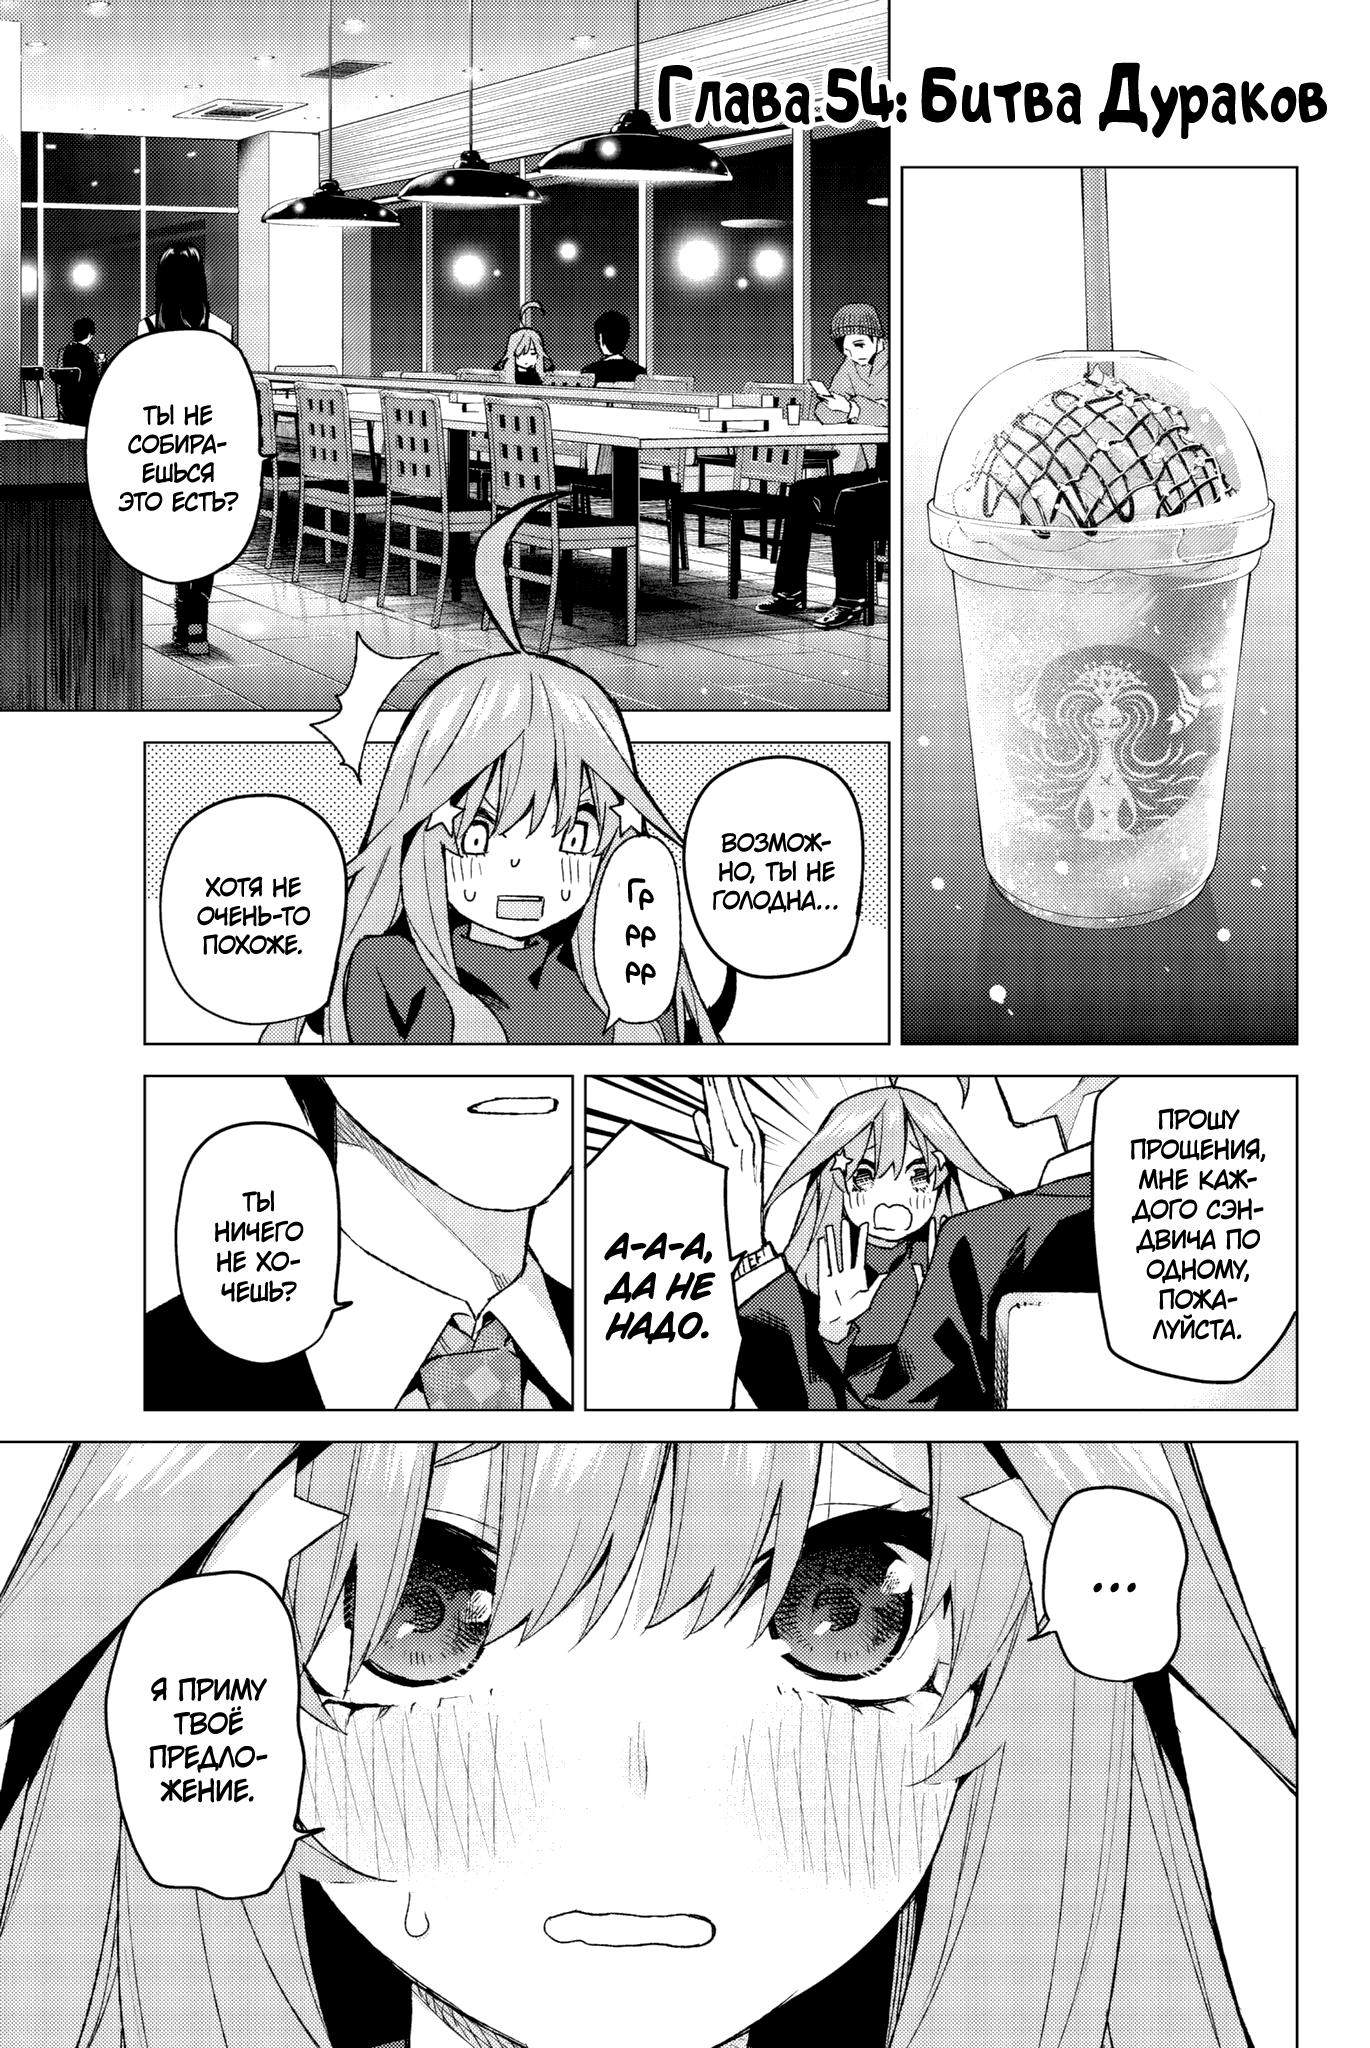 Глава 54: Битва Дураков
ТЫ НЕ
СОБИРА-
ЕШЬСЯ
ЭТО ЕСТЬ?
ВОЗМОЖ-
НО, ТЫ НЕ
ГОЛОДНА...
Гр
рр
рр
ХОТЯ НЕ
ОЧЕНЬ-ТО
ПОХОЖЕ.
ПРОШУ
ПРОЩЕНИЯ,
МНЕ КАЖ-
ДОГО СЭН-
ДВИЧА ПО
ОДНОМУ,
ПОЖА-
ЛУЙСТА.
А-А-А,
ДА НЕ
НАДО.
ТЫ
НИЧЕГО
НЕ ХО-
ЧЕШЬ?
...
Я ПРИМУ
ТВОЁ
ПРЕДЛО-
ЖЕНИЕ.